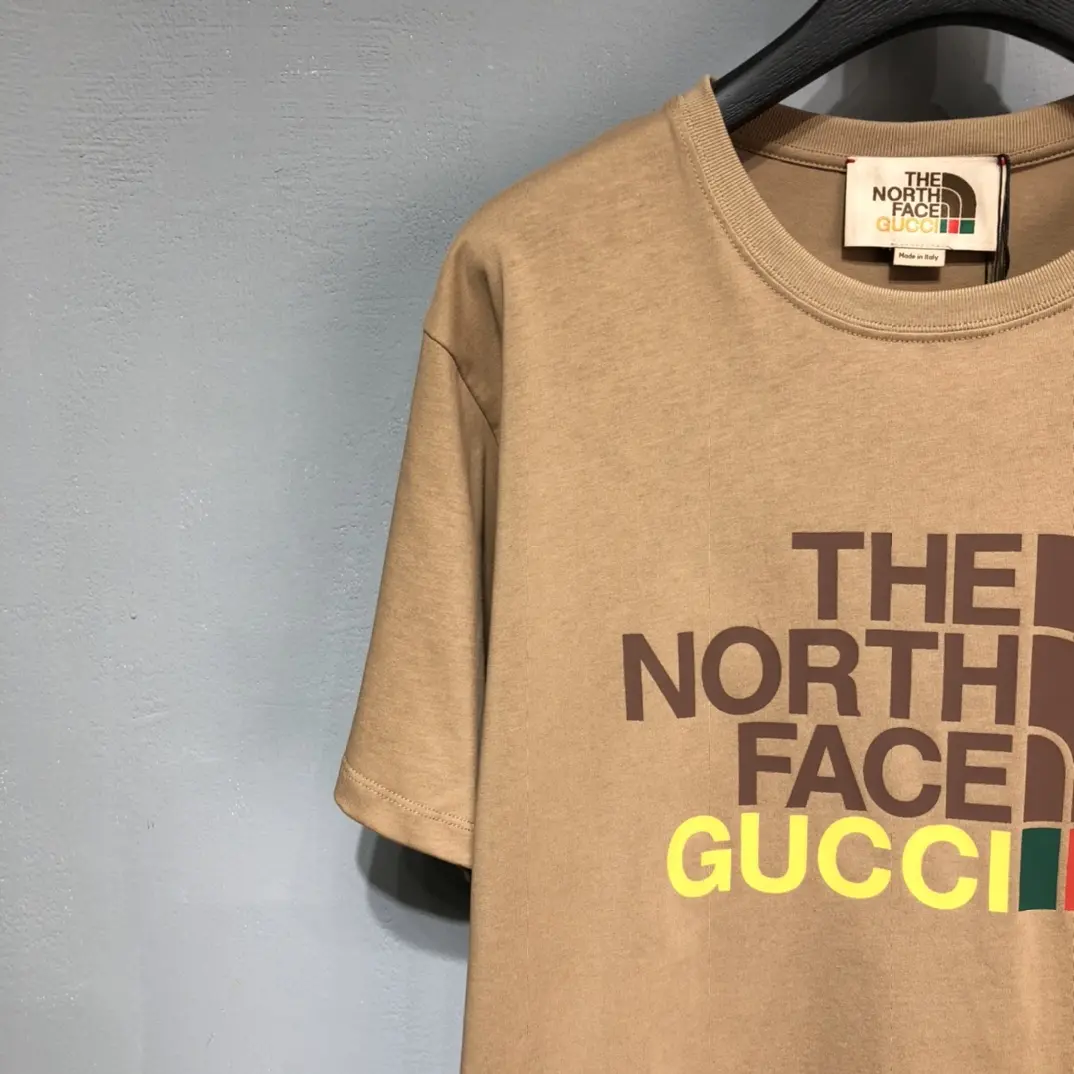 THE
NORTH
FACE
GUCCI
Made in Italy
THE
NORTH
FACE
GUCCI